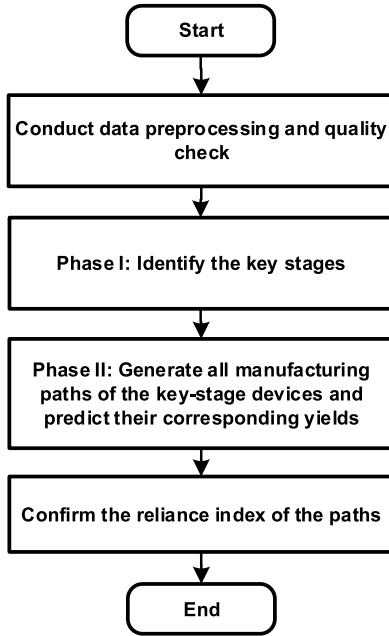 Start
Conduct data preprocessing and quality
check
Phase I: Identify the key stages
Phase II: Generate all manufacturing
paths of the key-stage devices and
predict their corresponding yields
Confirm the reliance index of the paths
End